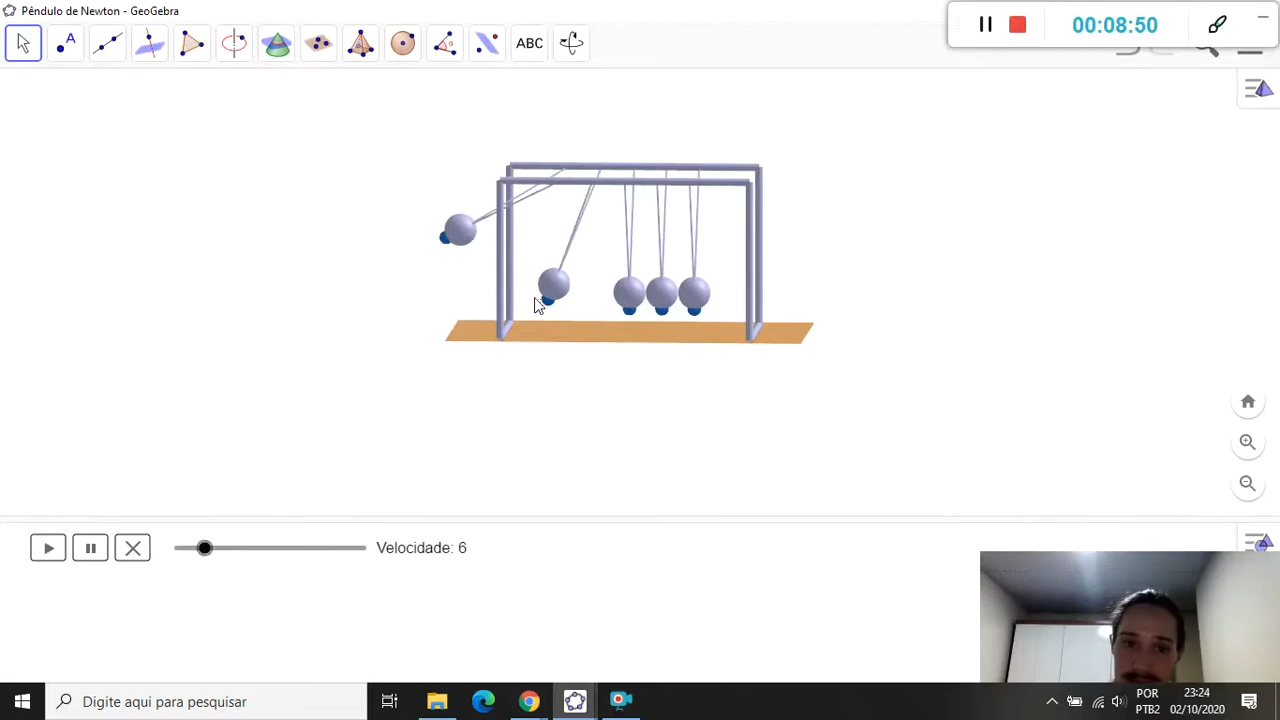 Pêndulo de Newton - GeoGebra
00:08:50
A
ABC
Velocidade: 6
Digite aqui para pesquisar
POR
PTB2
23:24
02/10/2020